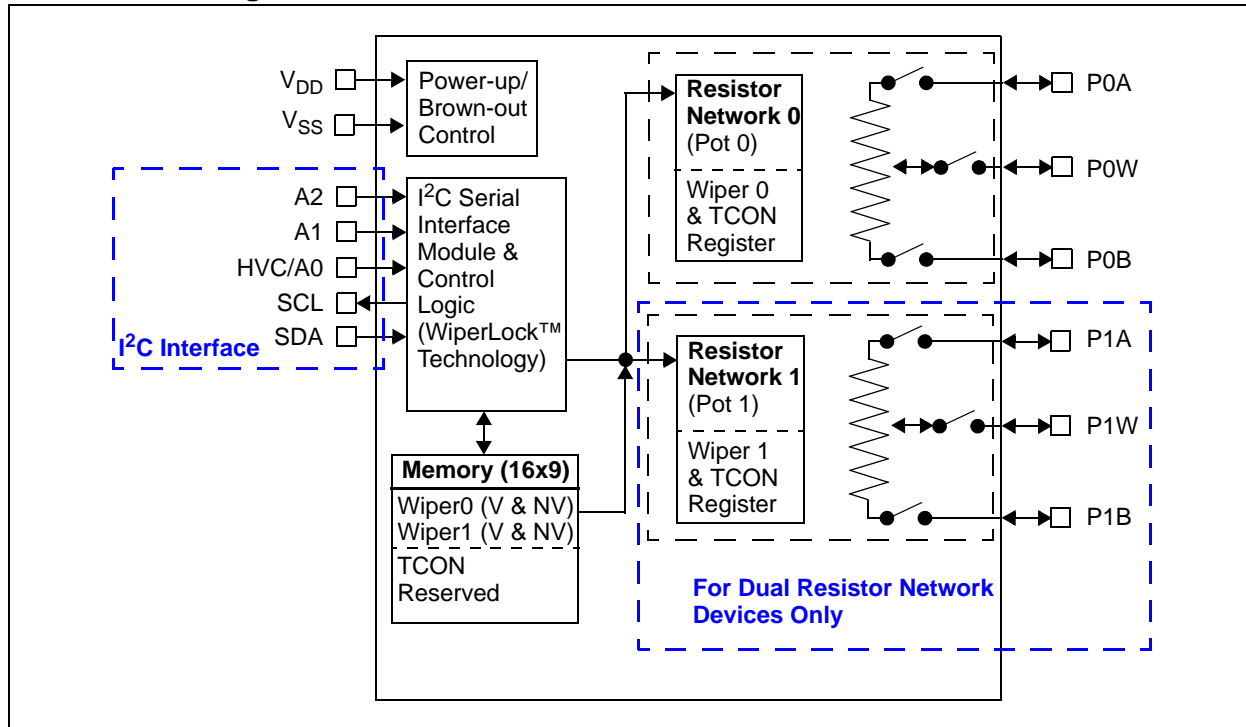 V_DD
V_SS
Power-up/
Brown-out
Control
A2
A1
HVC/A0
SCL
SDA
I²C Interface
I²C Serial
Interface
Module &
Control
Logic
(WiperLock™
Technology)
Memory (16x9)
Wiper0 (V & NV)
Wiper1 (V & NV)
TCON
Reserved
Resistor
Network 0
(Pot 0)
Wiper 0
& TCON
Register
P0A
P0W
P0B
Resistor
Network 1
(Pot 1)
Wiper 1
& TCON
Register
P1A
P1W
P1B
For Dual Resistor Network
Devices Only